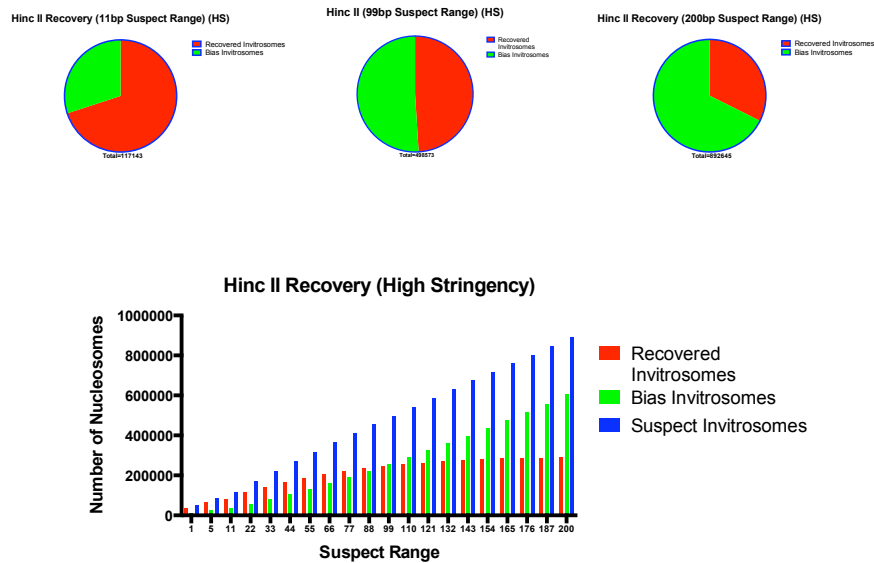 Hinc II Recovery (11bp Suspect Range) (HS)
Recovered Invitrosomes
Bias Invitrosomes
Total=117143
Hinc II (99bp Suspect Range) (HS)
Recovered
Invitrosomes
Bias Invitrosomes
Total=498573
Hinc II Recovery (200bp Suspect Range) (HS)
Recovered Invitrosomes
Bias Invitrosomes
Total=892645
Hinc II Recovery (High Stringency)
Number of Nucleosomes
1000000
800000
600000
400000
200000
0
1 5 11 22 33 44 55 66 77 88 99 110 121 132 143 154 165 176 187 200
Suspect Range
Recovered
Invitrosomes
Bias Invitrosomes
Suspect Invitrosomes